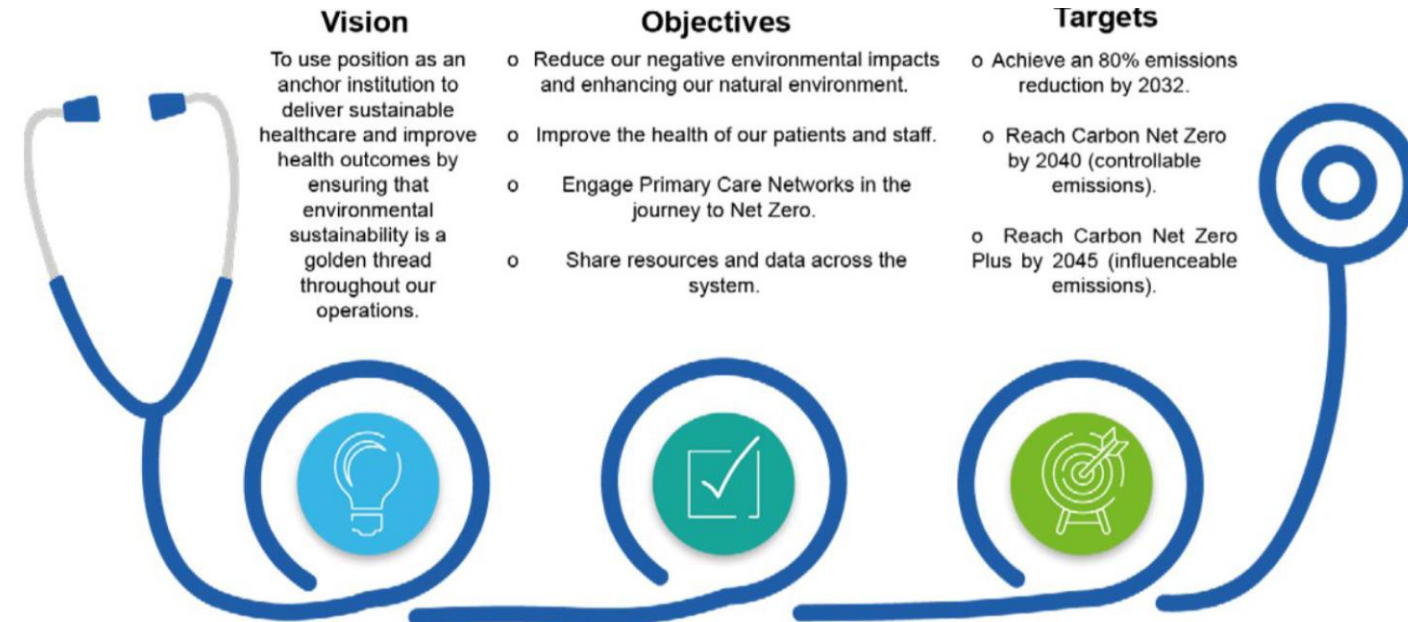 Vision
To use position as an
anchor institution to
deliver sustainable
healthcare and improve
health outcomes by
ensuring that
environmental
sustainability is a
golden thread
throughout our
operations.
Objectives
o Reduce our negative environmental impacts
and enhancing our natural environment.
o Improve the health of our patients and staff.
o Engage Primary Care Networks in the
journey to Net Zero.
o Share resources and data across the
system.
Targets
o Achieve an 80% emissions
reduction by 2032.
o Reach Carbon Net Zero
by 2040 (controllable
emissions).
o Reach Carbon Net Zero
Plus by 2045 (influenceable
emissions).